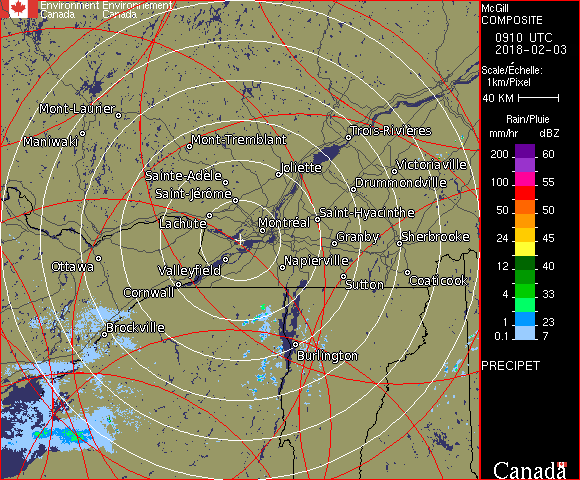 Environment Environnement
Canada Canada
McGill
COMPOSITE
0910 UTC
2018-02-03
Scale/Échelle:
1km/Pixel
40 KM
Rain/Pluie
mm/hr dBZ
200 60
150 57
100 55
50 50
24 45
12 40
4 33
1 23
0.1 7
PRECIPET
Canada
Mont-Laurier
Maniwaki
Mont-Tremblant
Trois-Rivières
Joliette
Victoriaville
Sainte-Adèle
Drummondville
Saint-Jérôme
Saint-Hyacinthe
Lachute
Montréal
Granby
Sherbrooke
Ottawa
Valleyfield
Napierville
Coaticook
Sutton
Cornwall
Brockville
Burlington